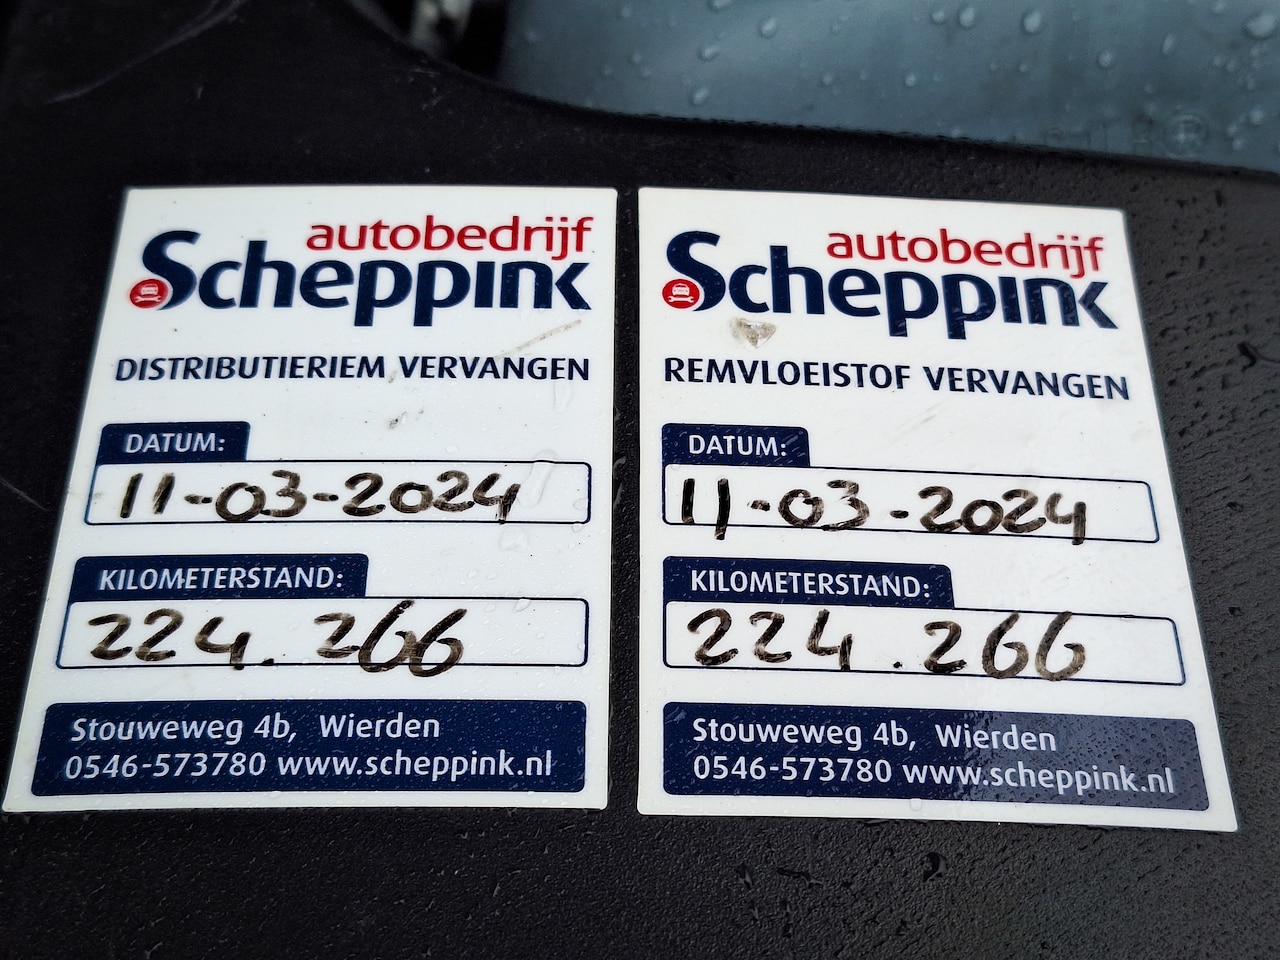 autobedrijf
Scheppink
DISTRIBUTIERIEM VERVANGEN
DATUM:
11-03-2024
KILOMETERSTAND:
224.266
Stouweweg 4b, Wierden
0546-573780 www.scheppink.nl
autobedrijf
Scheppink
REMVLOEISTOF VERVANGEN
DATUM:
11-03-2024
KILOMETERSTAND:
224.266
Stouweweg 4b, Wierden
0546-573780 www.scheppink.nl